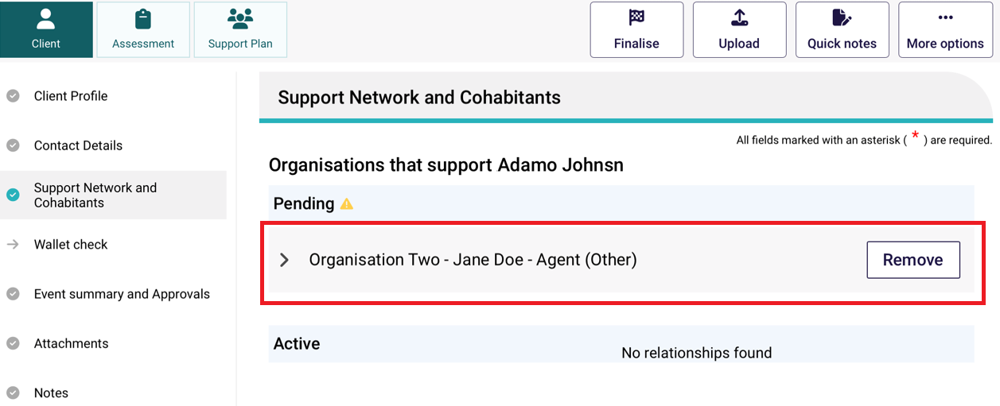 Client
Assessment
Support Plan
Finalise
Upload
Quick notes
More options
Client Profile
Contact Details
Support Network and
Cohabitants
Wallet check
Event summary and Approvals
Attachments
Notes
Support Network and Cohabitants
All fields marked with an asterisk ( * ) are required.
Organisations that support Adamo Johnsn
Pending
Organisation Two - Jane Doe - Agent (Other)
Remove
Active
No relationships found